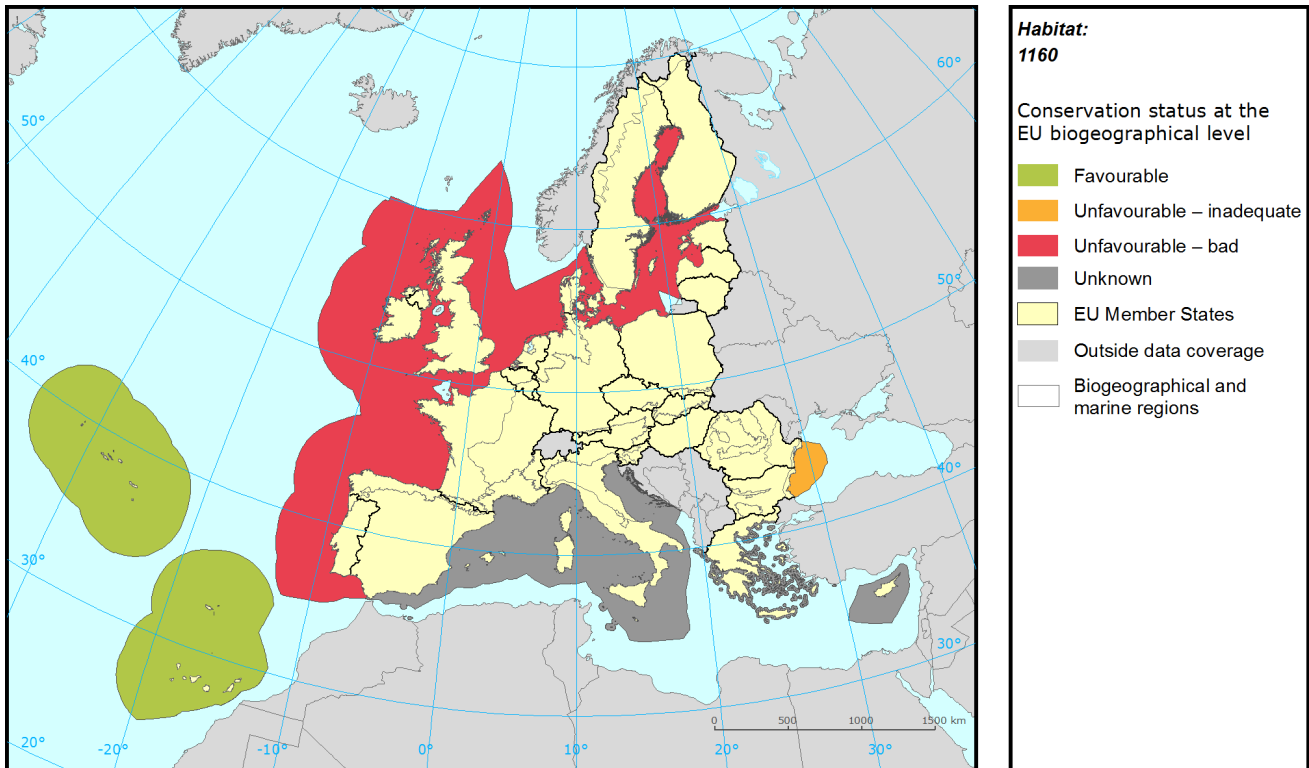 Habitat:
1160
Conservation status at the
EU biogeographical level
Favourable
Unfavourable – inadequate
Unfavourable – bad
Unknown
EU Member States
Outside data coverage
Biogeographical and
marine regions
60°
50°
50°
40°
40°
30°
30°
0 500 1000 1500 km
20° -20° -10° 0° 10° 20° 30°